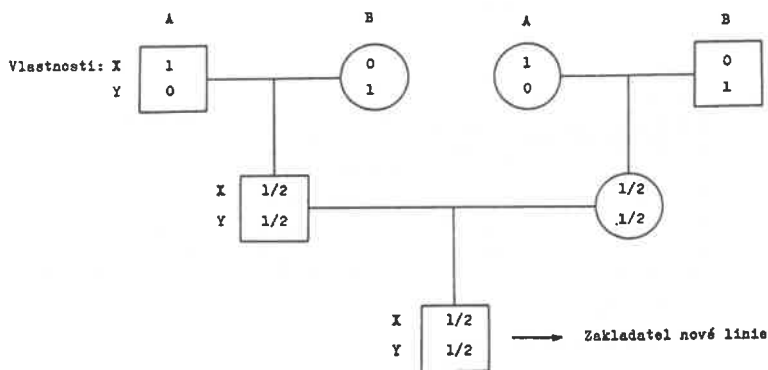 A B A B
Vlastnosti: X 1 0 1 0
Y 0 1 0 1
X 1/2 1/2
Y 1/2 1/2
X 1/2
Y 1/2 Zakladatel nové linie